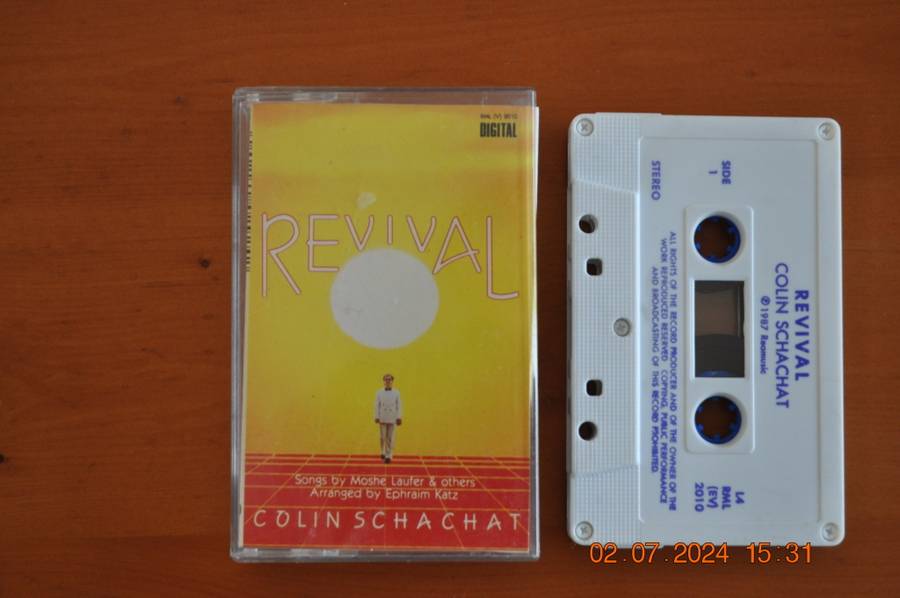 DIGITAL
REVIVAL
Songs by Moshe Laufer & others
Arranged by Ephraim Katz
COLIN SCHACHAT
REVIVAL
COLIN SCHACHAT
℗1987 Reomusic
SIDE
1
STEREO
ALL RIGHTS OF THE RECORD PRODUCER AND OF THE OWNER OF THE
WORK REPRODUCED RESERVED COPYING, PUBLIC PERFORMANCE
AND BROADCASTING OF THIS RECORD PROHIBITED.
L4
RML
(EV)
2010
02.07.2024 15:31